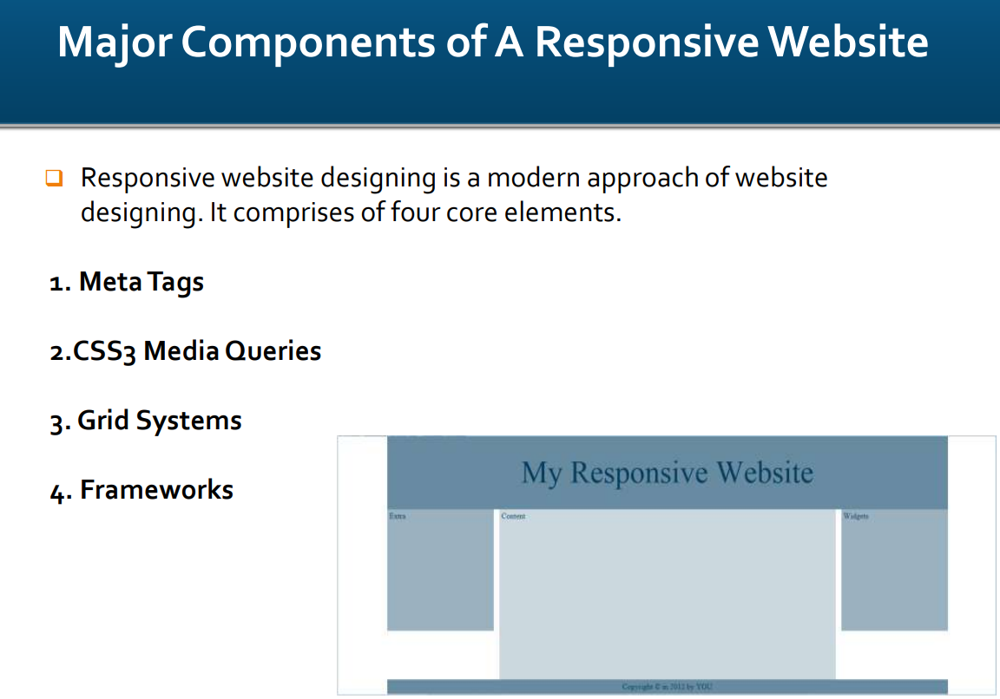 Major Components of A Responsive Website
Responsive website designing is a modern approach of website
designing. It comprises of four core elements.
1. Meta Tags
2.CSS3 Media Queries
3. Grid Systems
4. Frameworks
My Responsive Website
Extra
Content
Widgets
Copyright © in 2012 by YOU